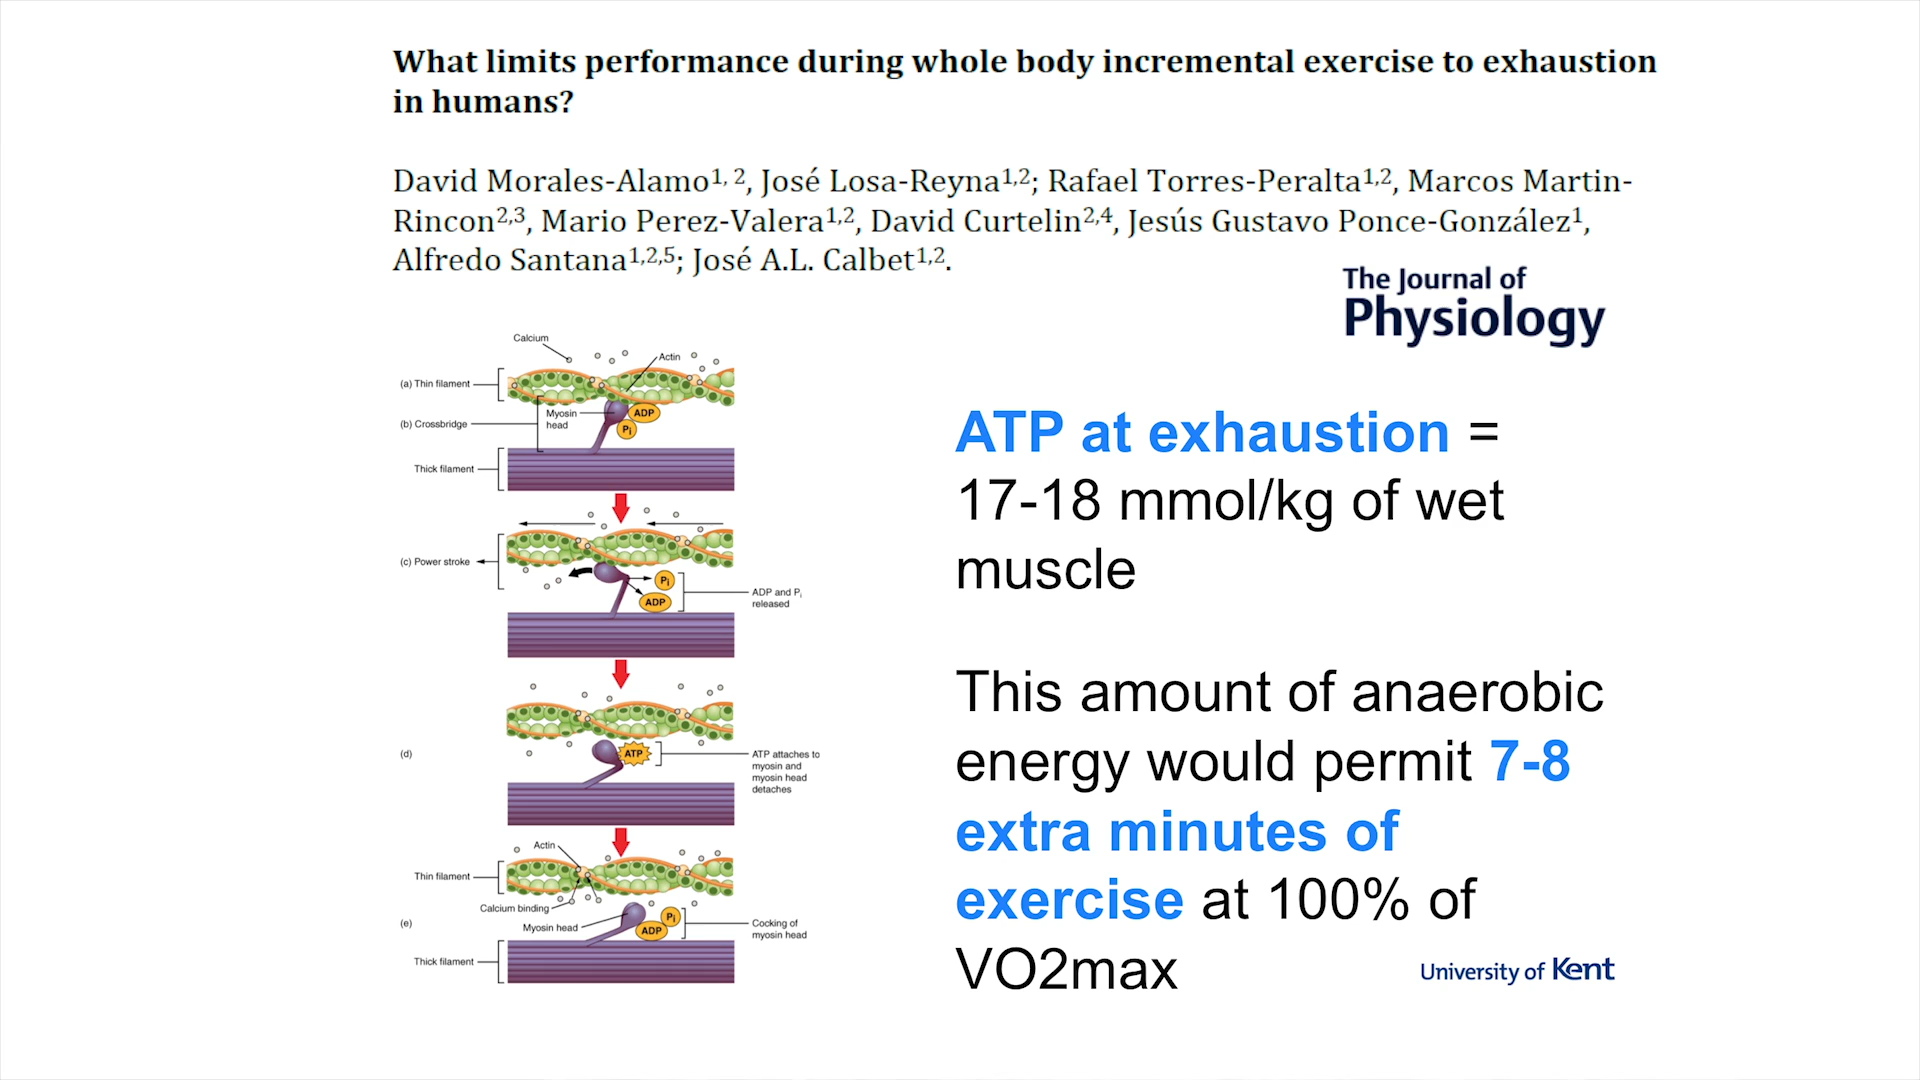 What limits performance during whole body incremental exercise to exhaustion
in humans?
David Morales-Alamo1, 2, José Losa-Reyna1,2; Rafael Torres-Peralta1,2, Marcos Martin-
Rincon2,3, Mario Perez-Valera1,2, David Curtelin2,4, Jesús Gustavo Ponce-González1,
Alfredo Santana1,2,5; José A.L. Calbet1,2.
The Journal of
Physiology
Calcium
Actin
(a) Thin filament
Myosin
head
ADP
Pi
(b) Crossbridge
Thick filament
(c) Power stroke
Pi
ADP
ADP and Pi
released
(d)
ATP
ATP attaches to
myosin and
myosin head
detaches
Actin
Thin filament
Calcium binding
(e)
Myosin head
Pi
ADP
Cocking of
myosin head
Thick filament
ATP at exhaustion =
17-18 mmol/kg of wet
muscle
This amount of anaerobic
energy would permit 7-8
extra minutes of
exercise at 100% of
VO2max
University of Kent